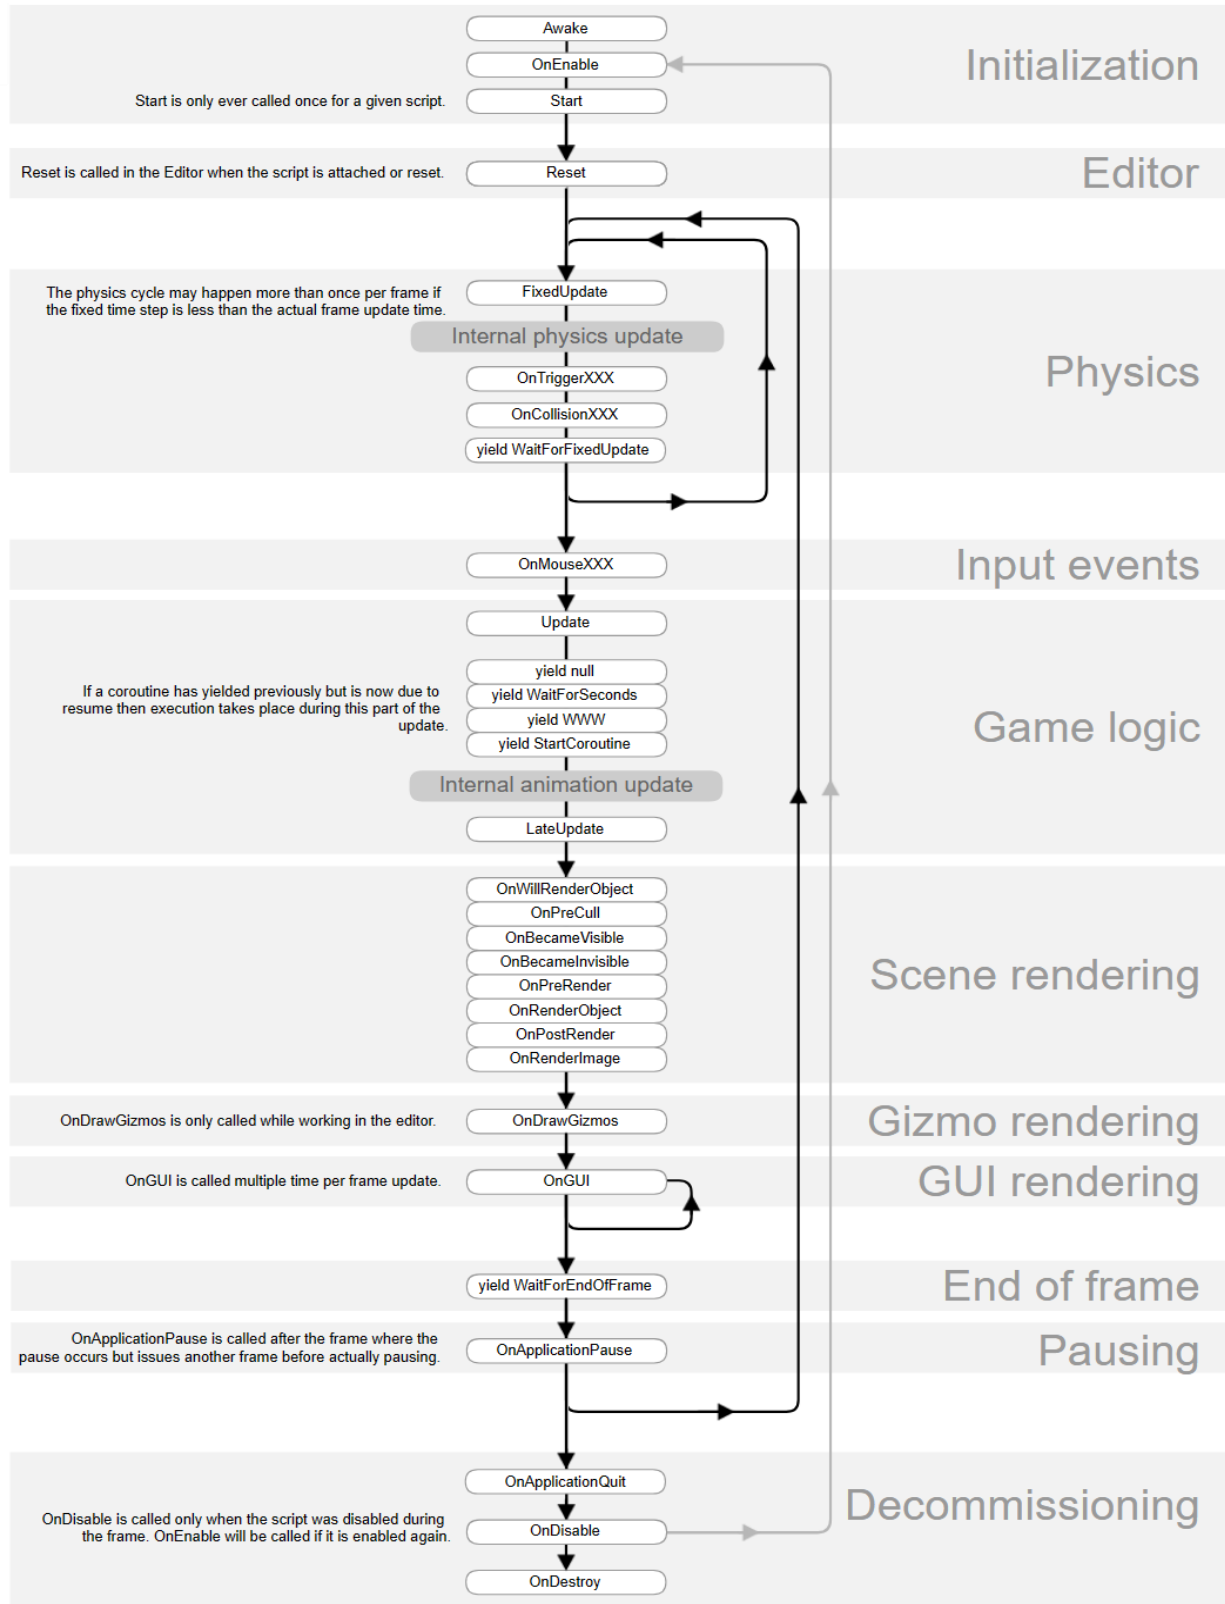 Awake
OnEnable
Initialization
Start is only ever called once for a given script.
Start
Reset is called in the Editor when the script is attached or reset.
Reset
Editor
The physics cycle may happen more than once per frame if
the fixed time step is less than the actual frame update time.
FixedUpdate
Internal physics update
OnTriggerXXX
Physics
OnCollisionXXX
yield WaitForFixedUpdate
OnMouseXXX
Input events
Update
yield null
If a coroutine has yielded previously but is now due to
resume then execution takes place during this part of the
update.
yield WaitForSeconds
yield WWW
yield StartCoroutine
Game logic
Internal animation update
LateUpdate
OnWillRenderObject
OnPreCull
OnBecameVisible
OnBecameInvisible
Scene rendering
OnPreRender
OnRenderObject
OnPostRender
OnRenderImage
OnDrawGizmos is only called while working in the editor.
OnDrawGizmos
Gizmo rendering
OnGUI is called multiple time per frame update.
OnGUI
GUI rendering
yield WaitForEndOfFrame
End of frame
OnApplicationPause is called after the frame where the
pause occurs but issues another frame before actually pausing.
OnApplicationPause
Pausing
OnApplicationQuit
Decommissioning
OnDisable is called only when the script was disabled during
the frame. OnEnable will be called if it is enabled again.
OnDisable
OnDestroy